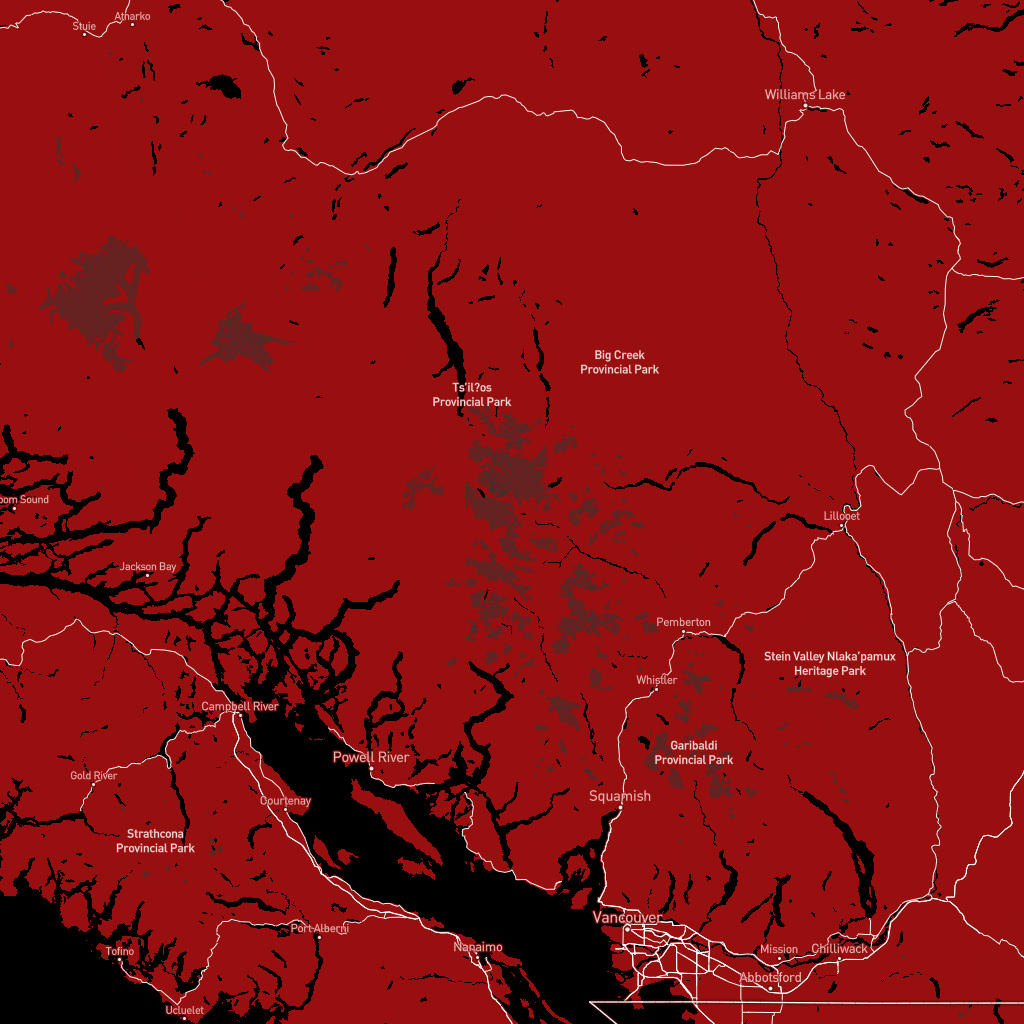 Atnarko
Stuie
Williams Lake
Big Creek
Provincial Park
Ts'il?os
Provincial Park
oom Sound
Lillooet
Jackson Bay
Pemberton
Stein Valley Nlaka'pamux
Heritage Park
Whistler
Campbell River
Garibaldi
Provincial Park
Powell River
Gold River
Squamish
Courtenay
Strathcona
Provincial Park
Vancouver
Port Alberni
Nanaimo
Tofino
Mission
Chilliwack
Abbotsford
Ucluelet